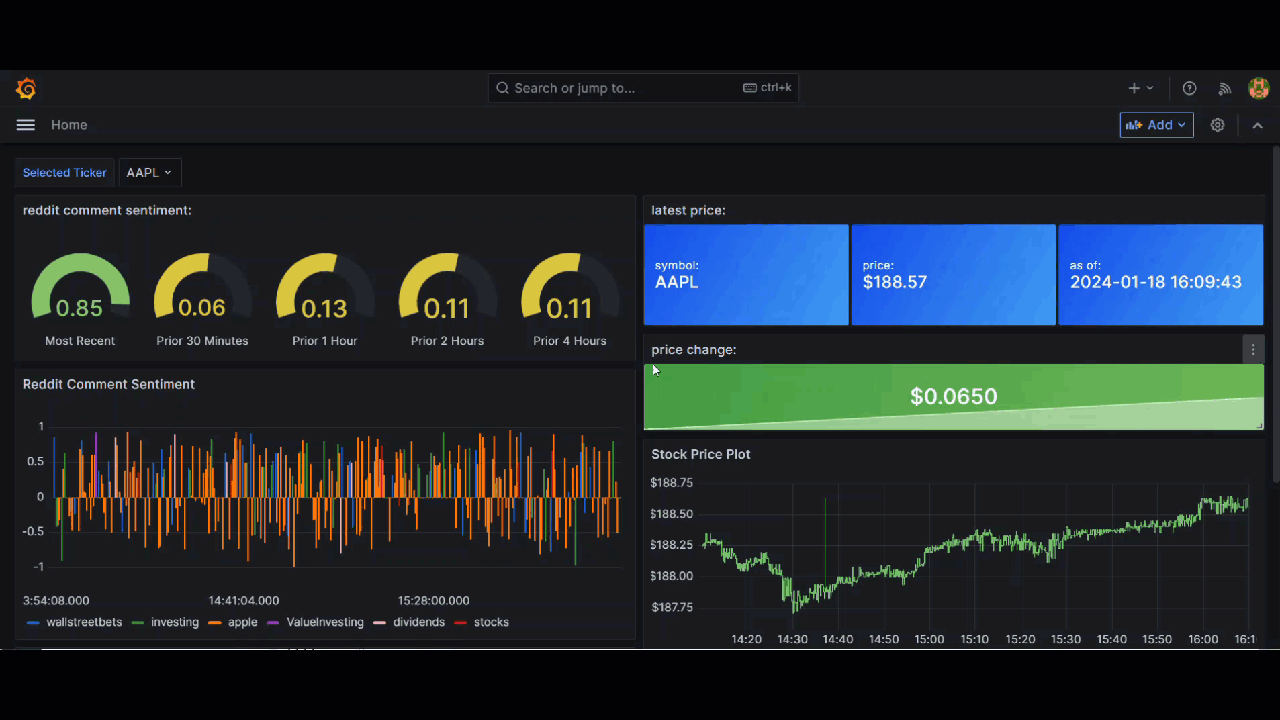 Search or jump to... ctrl+k
Home
Add
Selected Ticker AAPL
reddit comment sentiment:
0.85 0.06 0.13 0.11 0.11
Most Recent Prior 30 Minutes Prior 1 Hour Prior 2 Hours Prior 4 Hours
Reddit Comment Sentiment
1
0.5
0
-0.5
-1
3:54:08.000 14:41:04.000 15:28:00.000
wallstreetbets investing apple ValueInvesting dividends stocks
latest price:
symbol: price: as of:
AAPL $188.57 2024-01-18 16:09:43
price change:
$0.0650
Stock Price Plot
$188.75
$188.50
$188.25
$188.00
$187.75
14:20 14:30 14:40 14:50 15:00 15:10 15:20 15:30 15:40 15:50 16:00 16:1